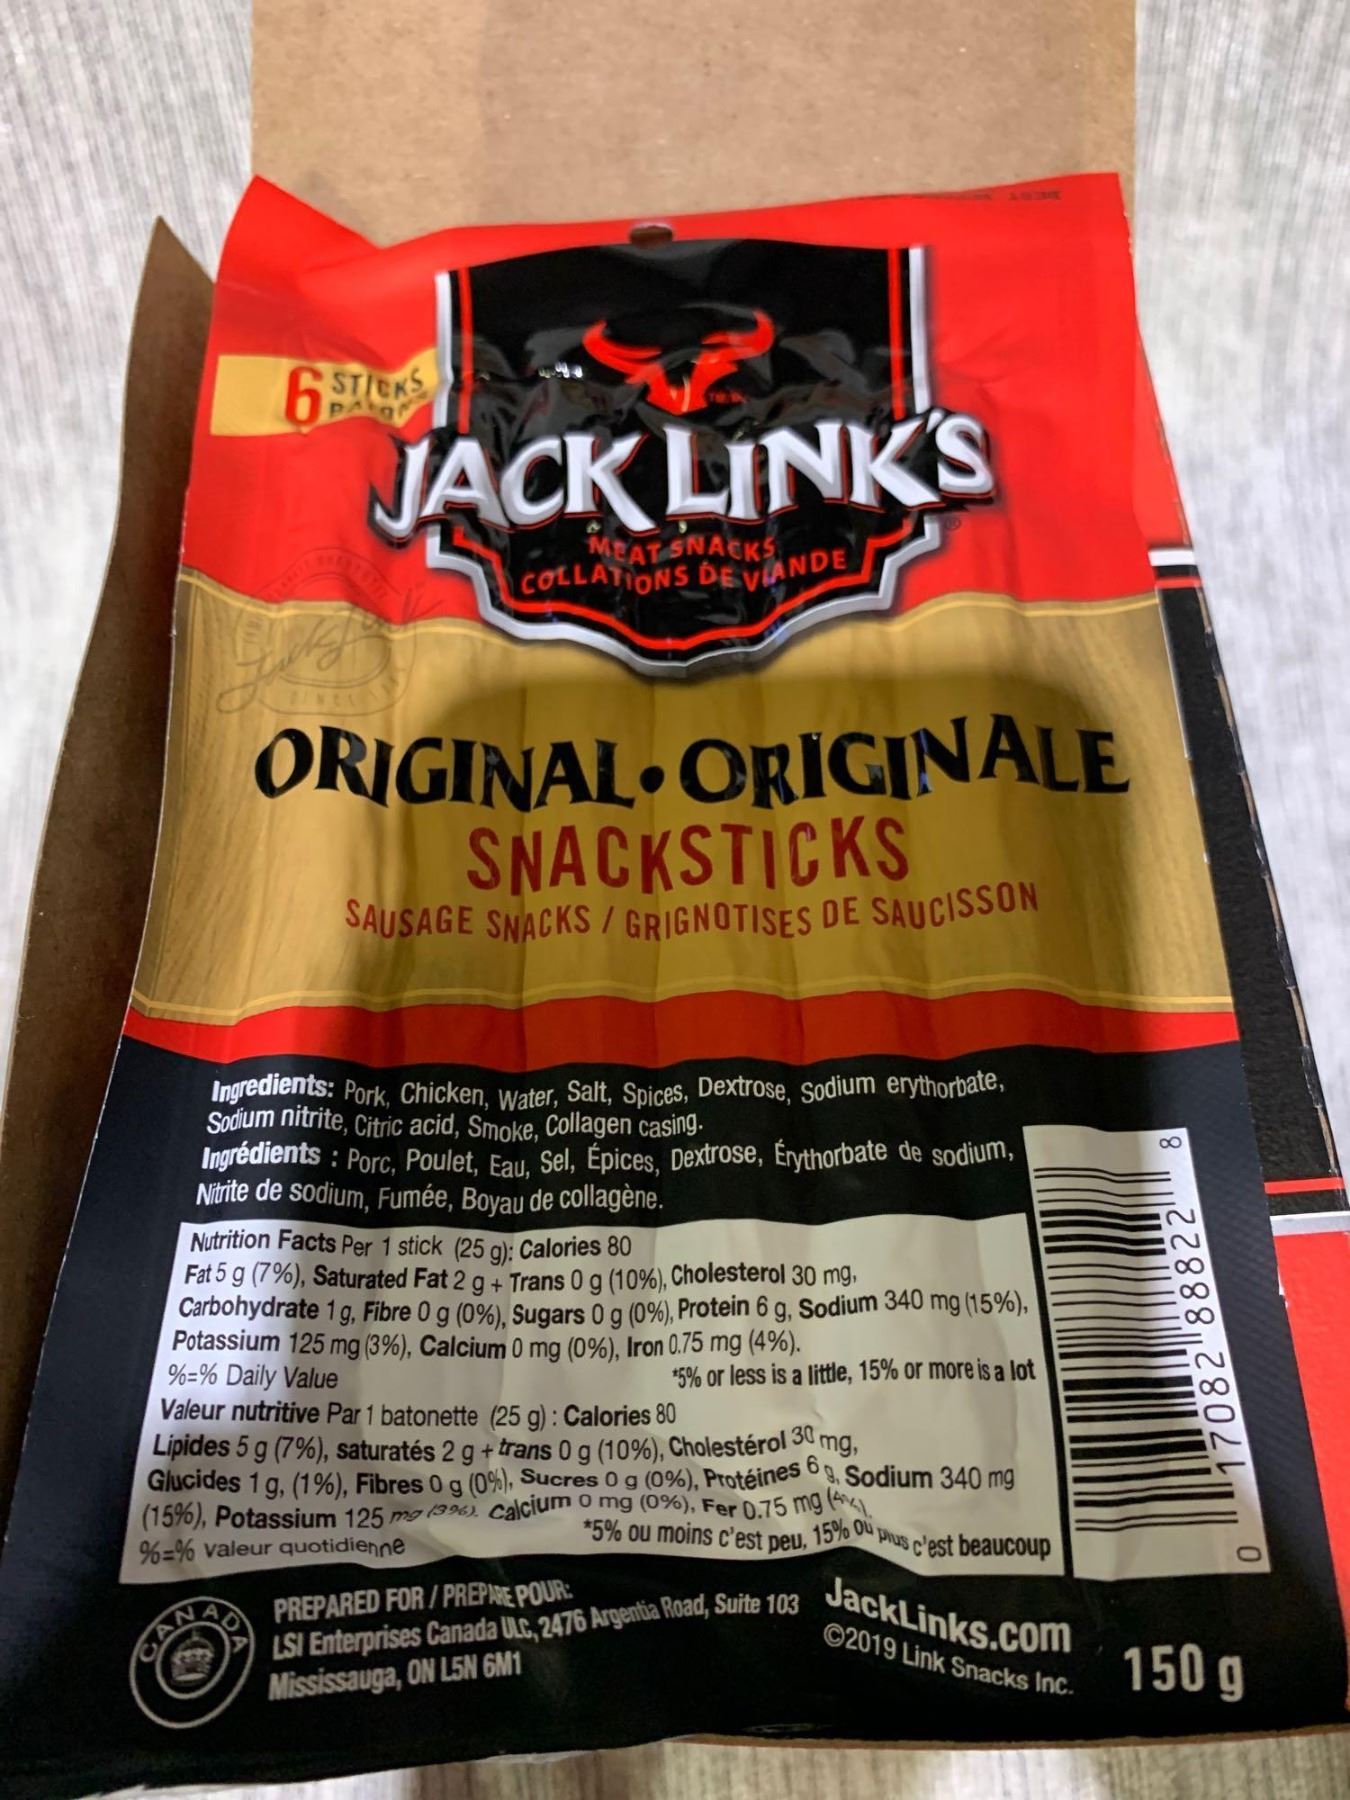 6 STICKS
JACK LINK'S
MEAT SNACKS
COLLATIONS DE VIANDE
ORIGINAL • ORIGINALE
SNACKSTICKS
SAUSAGE SNACKS / GRIGNOTISES DE SAUCISSON
Ingredients: Pork, Chicken, Water, Salt, Spices, Dextrose, Sodium erythorbate,
Sodium nitrite, Citric acid, Smoke, Collagen casing.
Ingrédients : Porc, Poulet, Eau, Sel, Épices, Dextrose, Érythorbate de sodium,
Nitrite de sodium, Fumée, Boyau de collagène.
Nutrition Facts Per 1 stick (25 g): Calories 80
Fat 5 g (7%), Saturated Fat 2 g + Trans 0 g (10%), Cholesterol 30 mg,
Carbohydrate 1 g, Fibre 0 g (0%), Sugars 0 g (0%), Protein 6 g, Sodium 340 mg (15%),
Potassium 125 mg (3%), Calcium 0 mg (0%), Iron 0.75 mg (4%).
%=% Daily Value *5% or less is a little, 15% or more is a lot
Valeur nutritive Par 1 batonette (25 g) : Calories 80
Lipides 5 g (7%), saturatés 2 g + trans 0 g (10%), Cholestérol 30 mg,
Glucides 1 g, (1%), Fibres 0 g (0%), Sucres 0 g (0%), Protéines 6 g, Sodium 340 mg
(15%), Potassium 125 mg (3%). Calcium 0 mg (0%), Fer 0.75 mg (4%).
%=% valeur quotidienne *5% ou moins c'est peu, 15% ou plus c'est beaucoup
0 17082 88822 8
CANADA
PREPARED FOR / PREPARE POUR:
LSI Enterprises Canada ULC, 2476 Argentia Road, Suite 103
Mississauga, ON L5N 6M1
JackLinks.com
©2019 Link Snacks Inc.
150 g